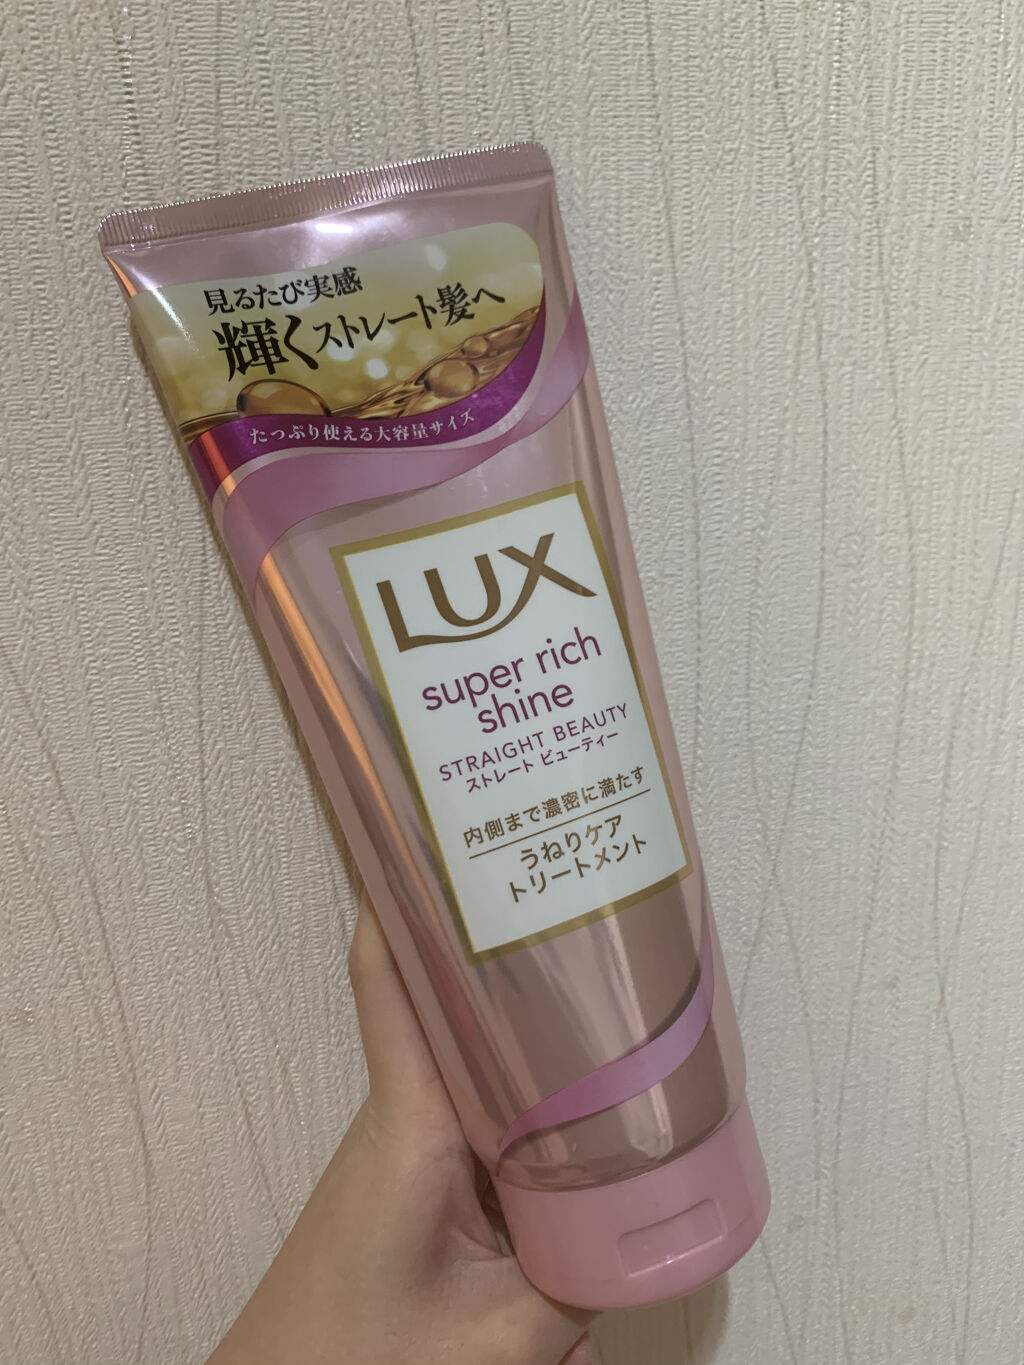 見るたび実感
輝くストレート髪へ
たっぷり使える大容量サイズ
LUX
super rich
shine
STRAIGHT BEAUTY
ストレート ビューティー
内側まで濃密に満たす
うねりケア
トリートメント